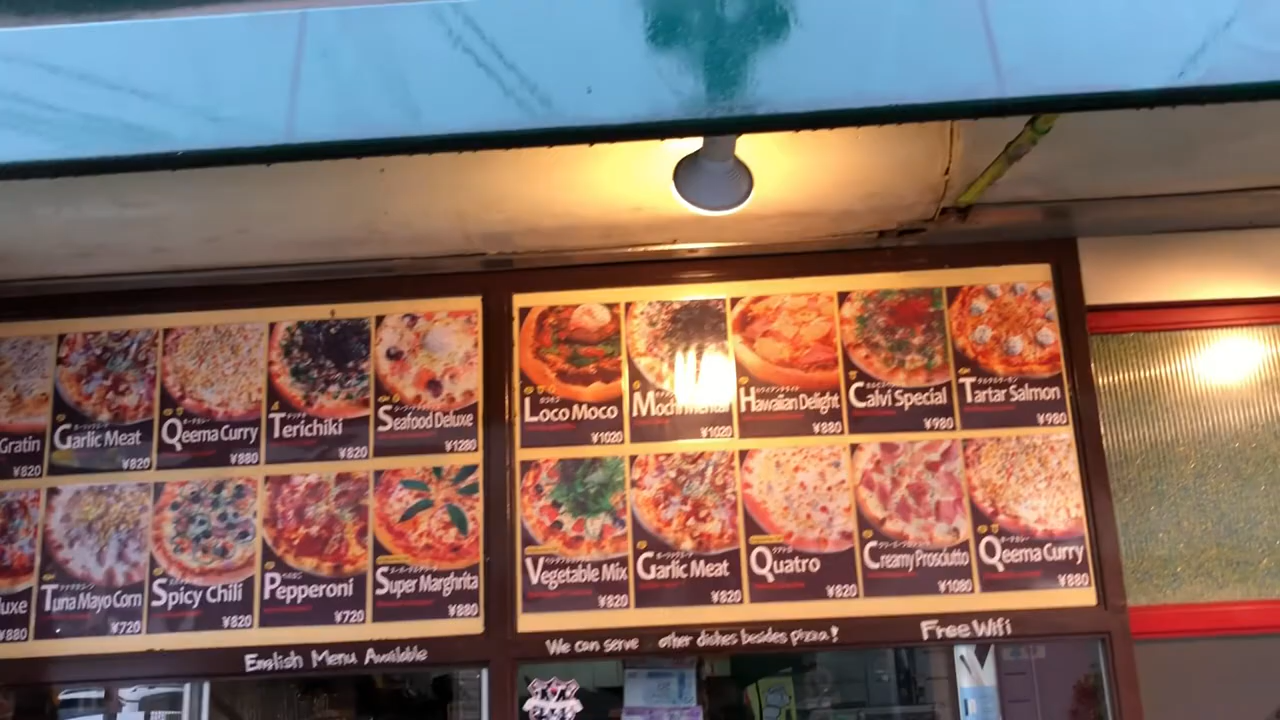 Gratin
¥820
Garlic Meat
¥820
Qeema Curry
¥880
Terichiki
¥820
Seafood Deluxe
¥1280
¥880
Tuna Mayo Corn
¥720
Spicy Chili
¥820
Pepperoni
¥720
Super Marghrita
¥880
Loco Moco
¥1020
¥1020
Hawaiian Delight
¥880
Calvi Special
¥980
Tartar Salmon
¥980
Vegetable Mix
¥820
Garlic Meat
¥820
Quatro
¥820
Creamy Prosciutto
¥1080
Qeema Curry
¥880
English Menu Available
We can serve other dishes besides pizza!
Free Wifi